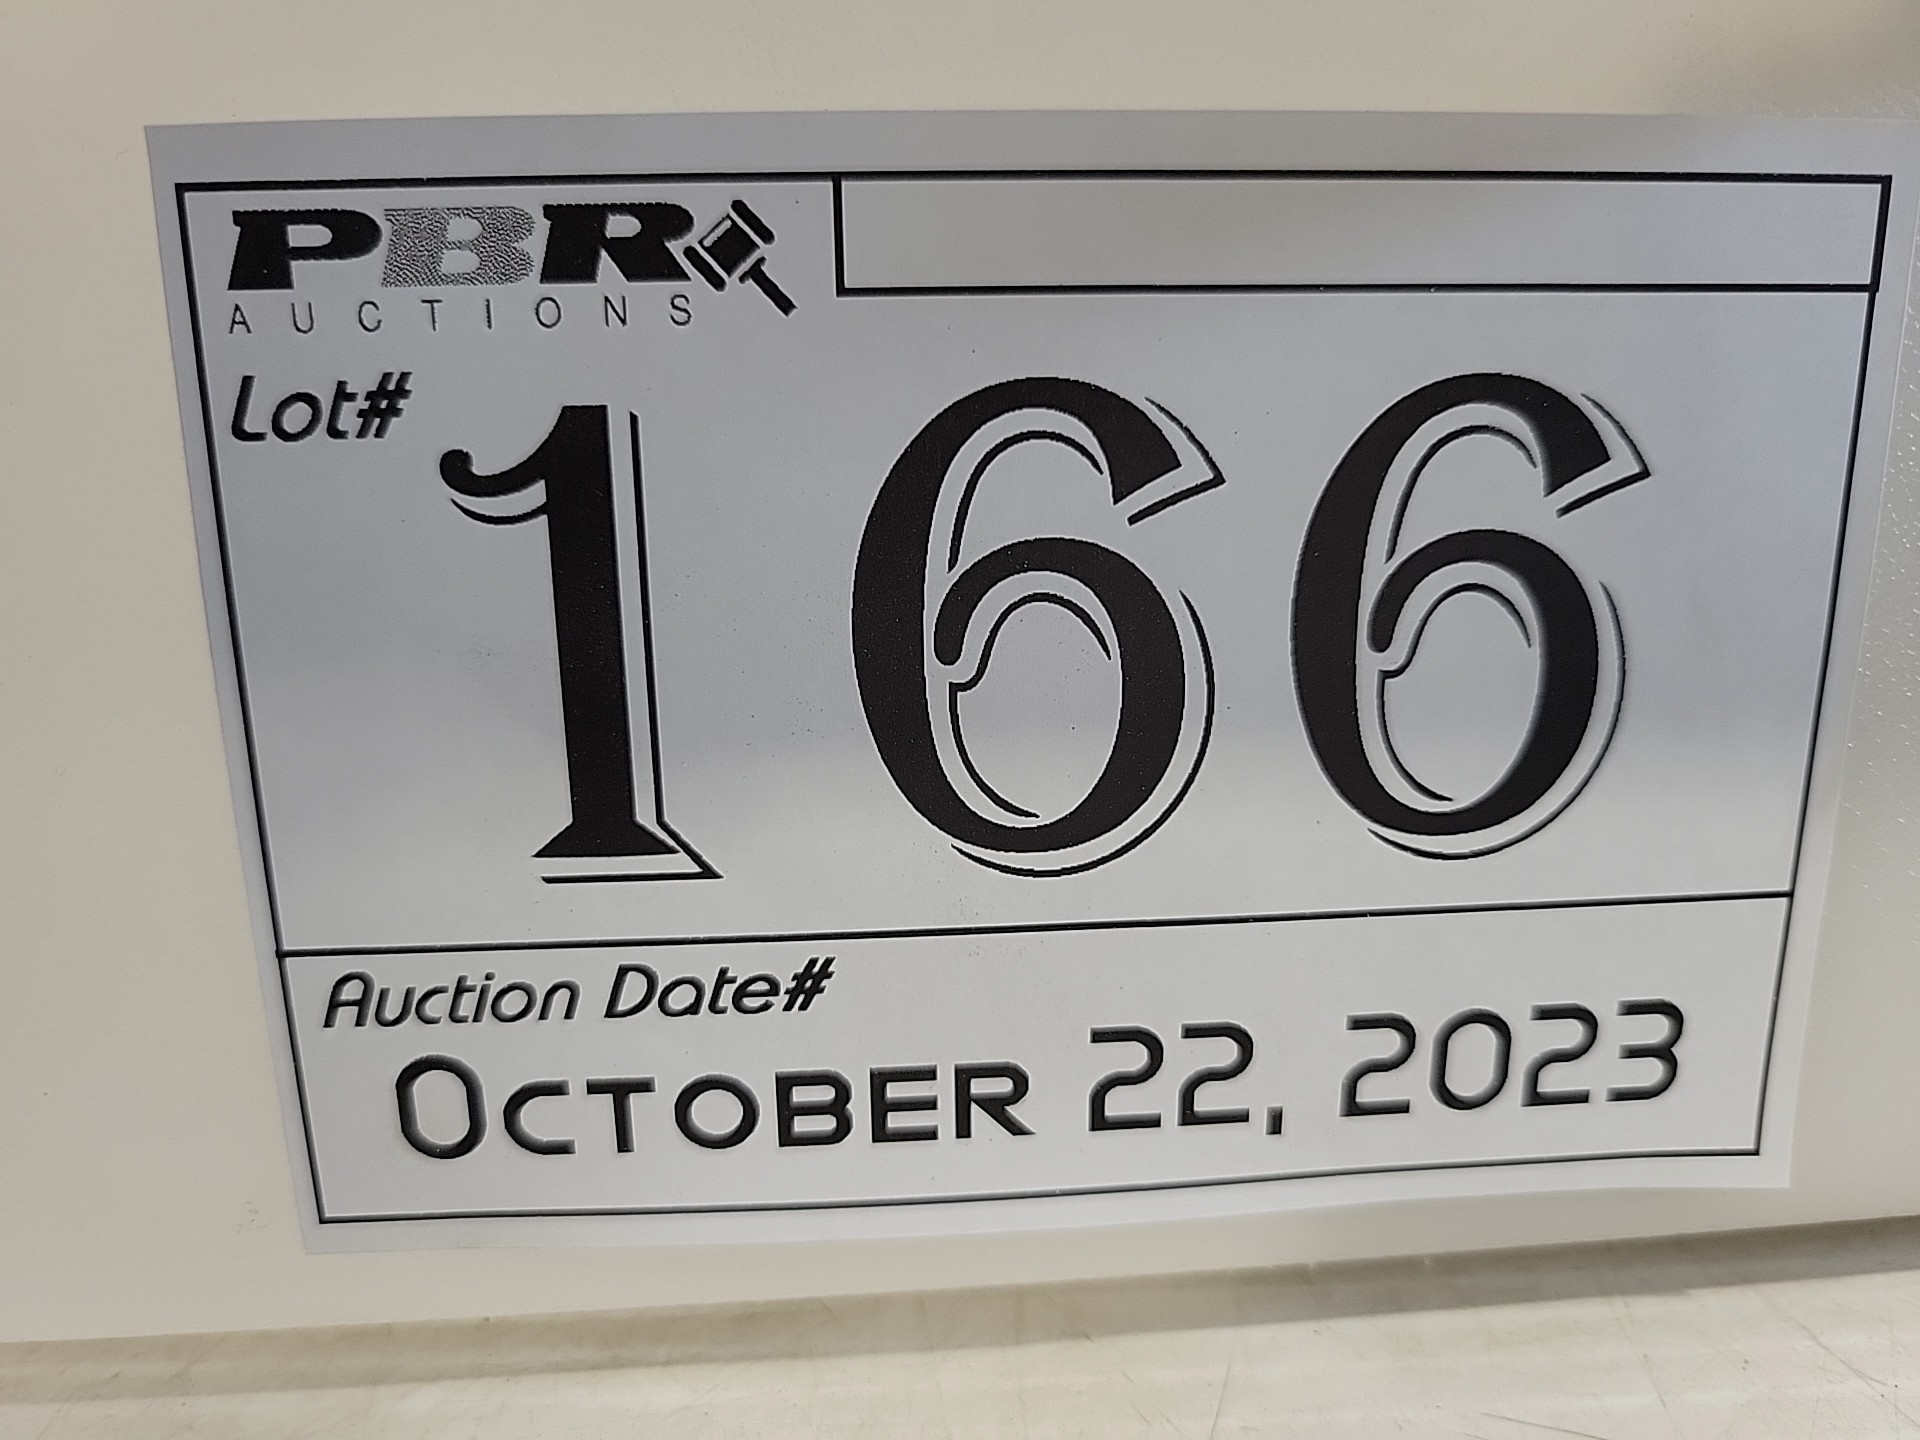 PBR
AUCTIONS
Lot#
166
Auction Date#
October 22, 2023